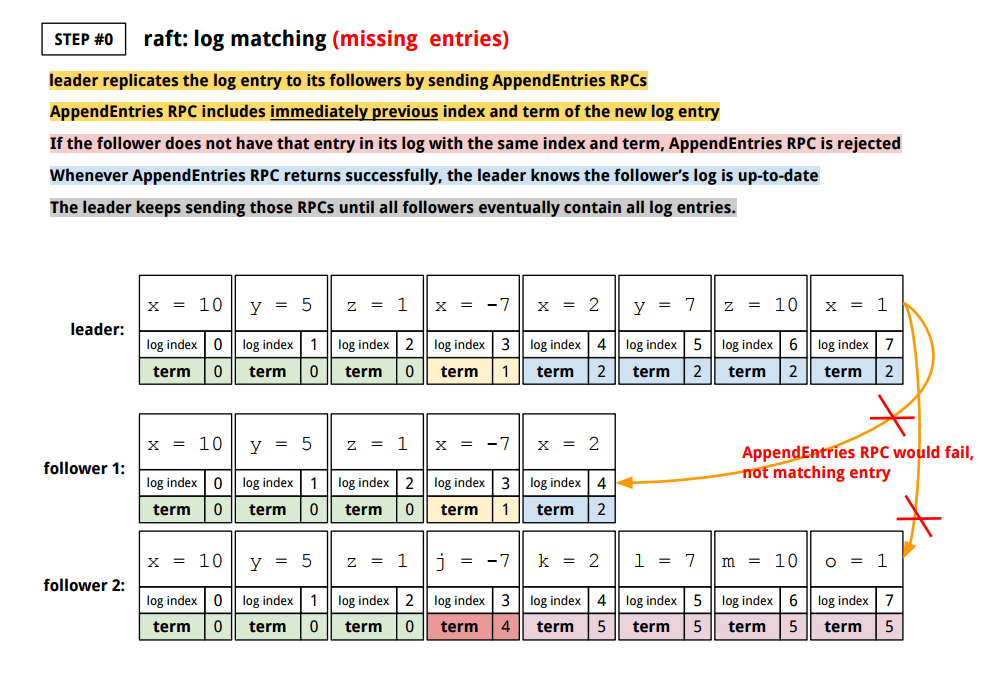 STEP #0 raft: log matching (missing entries)
leader replicates the log entry to its followers by sending AppendEntries RPCs
AppendEntries RPC includes immediately previous index and term of the new log entry
If the follower does not have that entry in its log with the same index and term, AppendEntries RPC is rejected
Whenever AppendEntries RPC returns successfully, the leader knows the follower's log is up-to-date
The leader keeps sending those RPCs until all followers eventually contain all log entries.
leader:
x = 10 y = 5 z = 1 x = -7 x = 2 y = 7 z = 10 x = 1
log index 0 log index 1 log index 2 log index 3 log index 4 log index 5 log index 6 log index 7
term 0 term 0 term 0 term 1 term 2 term 2 term 2 term 2
follower 1:
x = 10 y = 5 z = 1 x = -7 x = 2
log index 0 log index 1 log index 2 log index 3 log index 4
term 0 term 0 term 0 term 1 term 2
AppendEntries RPC would fail,
not matching entry
follower 2:
x = 10 y = 5 z = 1 j = -7 k = 2 l = 7 m = 10 o = 1
log index 0 log index 1 log index 2 log index 3 log index 4 log index 5 log index 6 log index 7
term 0 term 0 term 0 term 4 term 5 term 5 term 5 term 5